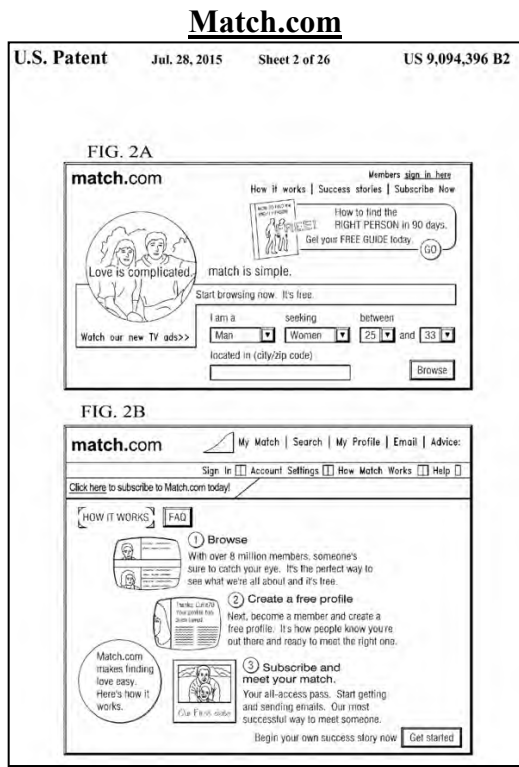 Match.com
U.S. Patent Jul. 28, 2015 Sheet 2 of 26 US 9,094,396 B2
FIG. 2A
match.com
Members sign in here
How it works | Success stories | Subscribe Now
FREE!
How to find the
RIGHT PERSON in 90 days.
Get your FREE GUIDE today.
GO
Love is complicated. match is simple.
Start browsing now. It's free.
Watch our new TV ads>>
I am a seeking between
Man Women 25 and 33
located in (city/zip code)
Browse
FIG. 2B
match.com
My Match | Search | My Profile | Email | Advice:
Sign In Account Settings How Match Works Help
Click here to subscribe to Match.com today!
HOW IT WORKS FAQ
1 Browse
With over 8 million members, someone's
sure to catch your eye. It's the perfect way to
see what we're all about and it's free.
2 Create a free profile
Next, become a member and create a
free profile. It's how people know you're
out there and ready to meet the right one.
Match.com
makes finding
love easy.
Here's how it
works.
Our First date
3 Subscribe and
meet your match.
Your all-access pass. Start getting
and sending emails. Our most
successful way to meet someone.
Begin your own success story now Get started